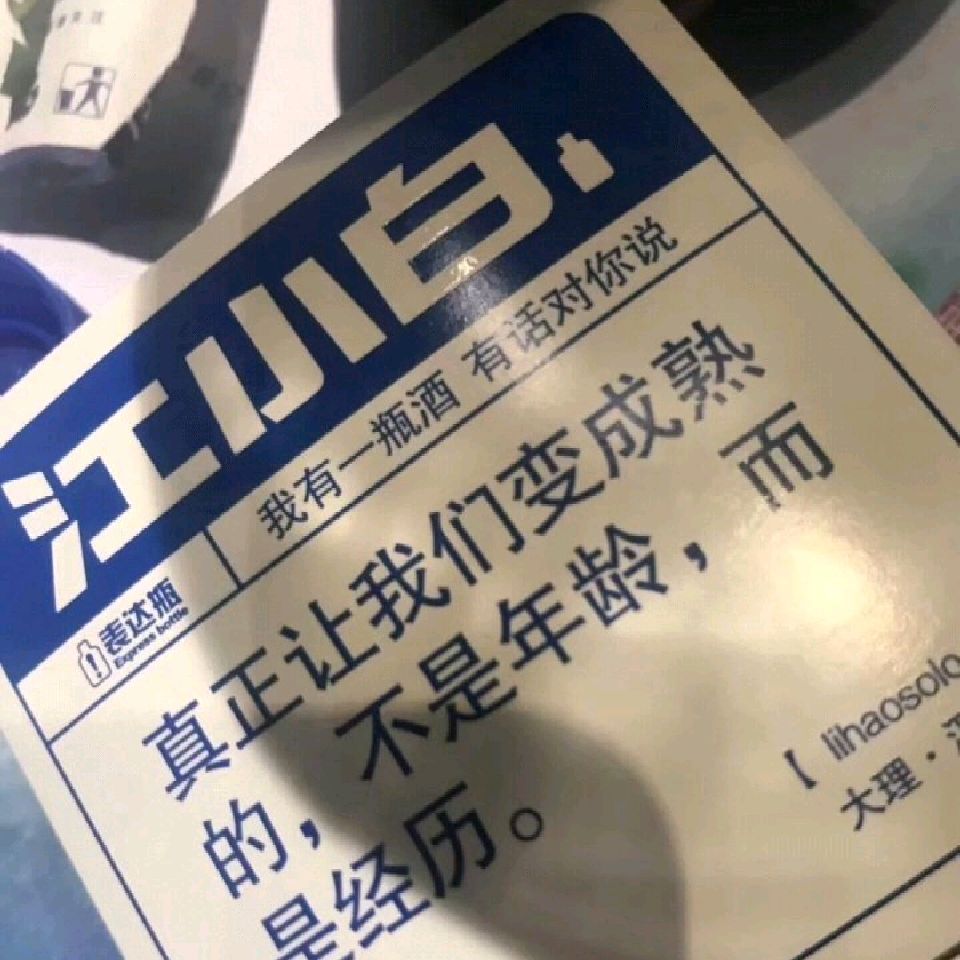 江小白
我有一瓶酒 有话对你说
表达瓶
Express bottle
真正让我们变成熟
的，不是年龄，而
是经历。
【 lihaosolo
大理·